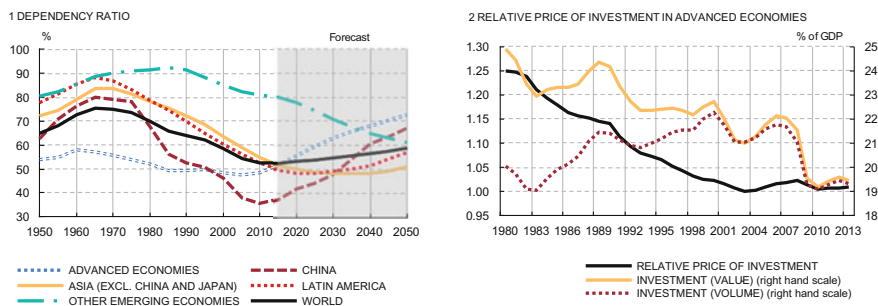 1 DEPENDENCY RATIO
%
Forecast
100
90
80
70
60
50
40
30
1950 1960 1970 1980 1990 2000 2010 2020 2030 2040 2050
ADVANCED ECONOMIES
CHINA
ASIA (EXCL. CHINA AND JAPAN)
LATIN AMERICA
OTHER EMERGING ECONOMIES
WORLD
2 RELATIVE PRICE OF INVESTMENT IN ADVANCED ECONOMIES
% of GDP
1.30
1.25
1.20
1.15
1.10
1.05
1.00
0.95
25
24
23
22
21
20
19
18
1980 1983 1986 1989 1992 1995 1998 2001 2004 2007 2010 2013
RELATIVE PRICE OF INVESTMENT
INVESTMENT (VALUE) (right hand scale)
INVESTMENT (VOLUME) (right hand scale)